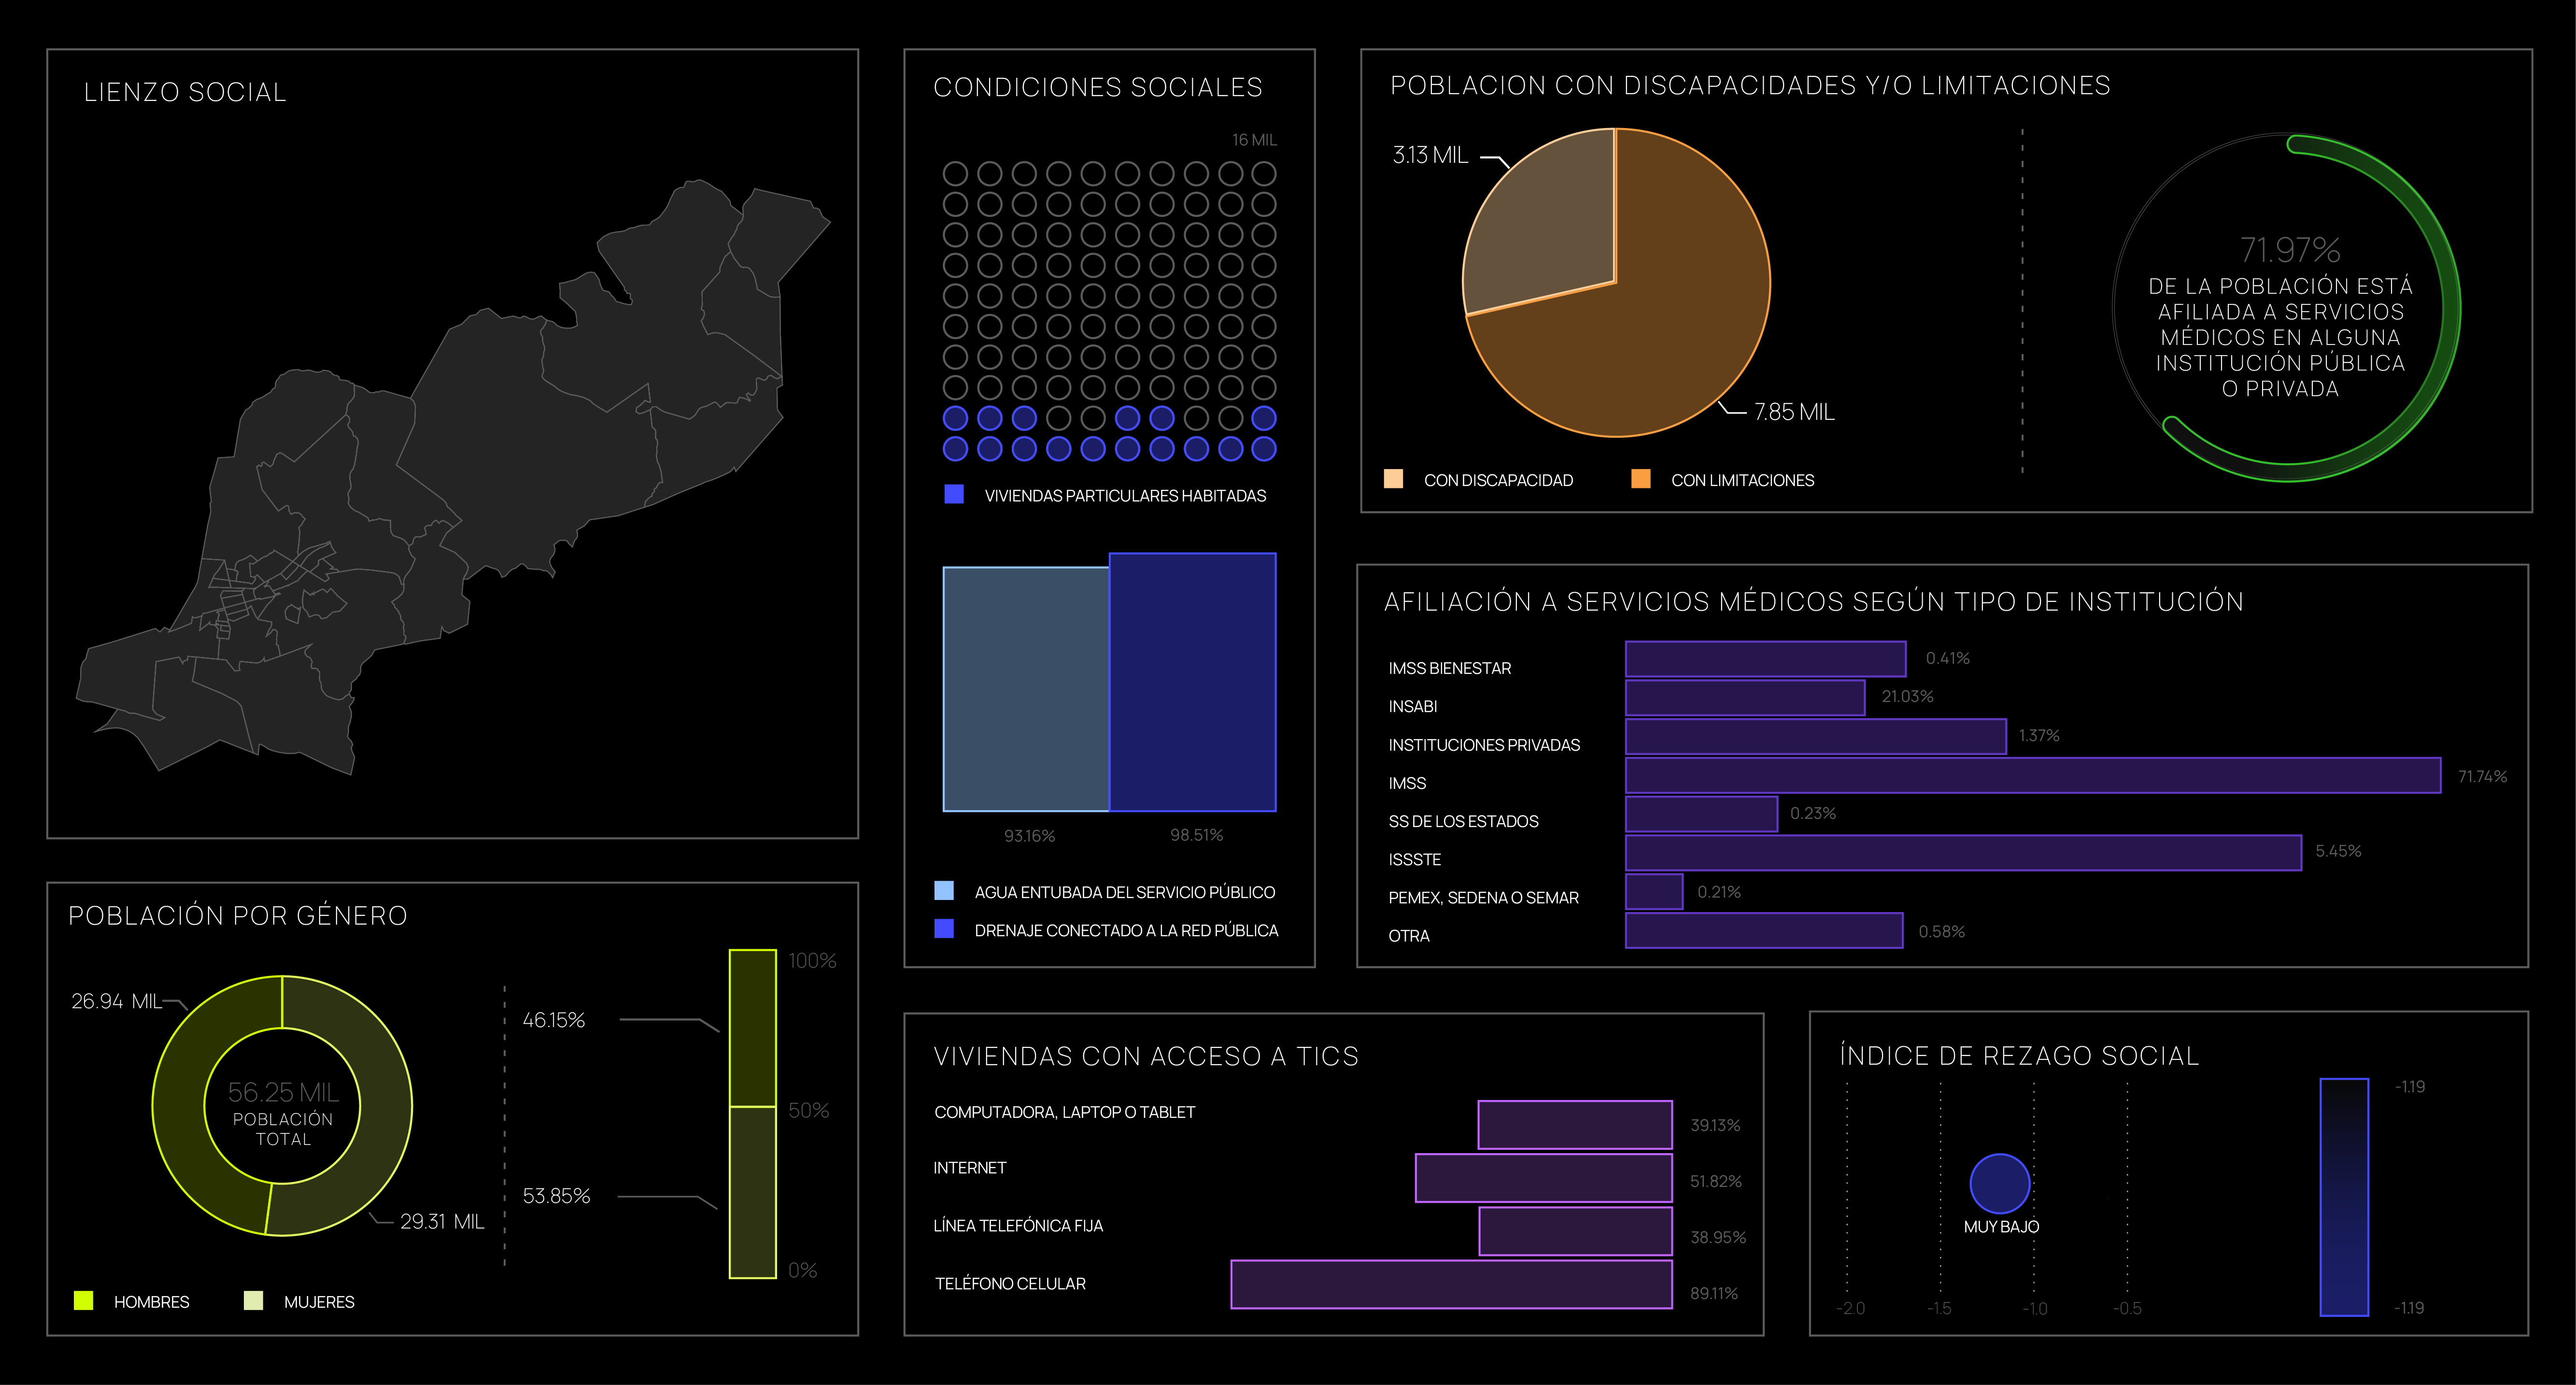 LIENZO SOCIAL
CONDICIONES SOCIALES
16 MIL
VIVIENDAS PARTICULARES HABITADAS
93.16%
98.51%
AGUA ENTUBADA DEL SERVICIO PÚBLICO
DRENAJE CONECTADO A LA RED PÚBLICA
POBLACION CON DISCAPACIDADES Y/O LIMITACIONES
3.13 MIL
7.85 MIL
CON DISCAPACIDAD
CON LIMITACIONES
71.97%
DE LA POBLACIÓN ESTÁ
AFILIADA A SERVICIOS
MÉDICOS EN ALGUNA
INSTITUCIÓN PÚBLICA
O PRIVADA
AFILIACIÓN A SERVICIOS MÉDICOS SEGÚN TIPO DE INSTITUCIÓN
IMSS BIENESTAR
0.41%
INSABI
21.03%
INSTITUCIONES PRIVADAS
1.37%
IMSS
71.74%
SS DE LOS ESTADOS
0.23%
ISSSTE
5.45%
PEMEX, SEDENA O SEMAR
0.21%
OTRA
0.58%
POBLACIÓN POR GÉNERO
26.94 MIL
56.25 MIL
POBLACIÓN
TOTAL
29.31 MIL
HOMBRES
MUJERES
46.15%
53.85%
100%
50%
0%
VIVIENDAS CON ACCESO A TICS
COMPUTADORA, LAPTOP O TABLET
39.13%
INTERNET
51.82%
LÍNEA TELEFÓNICA FIJA
38.95%
TELÉFONO CELULAR
89.11%
ÍNDICE DE REZAGO SOCIAL
MUY BAJO
-2.0
-1.5
-1.0
-0.5
-1.19
-1.19